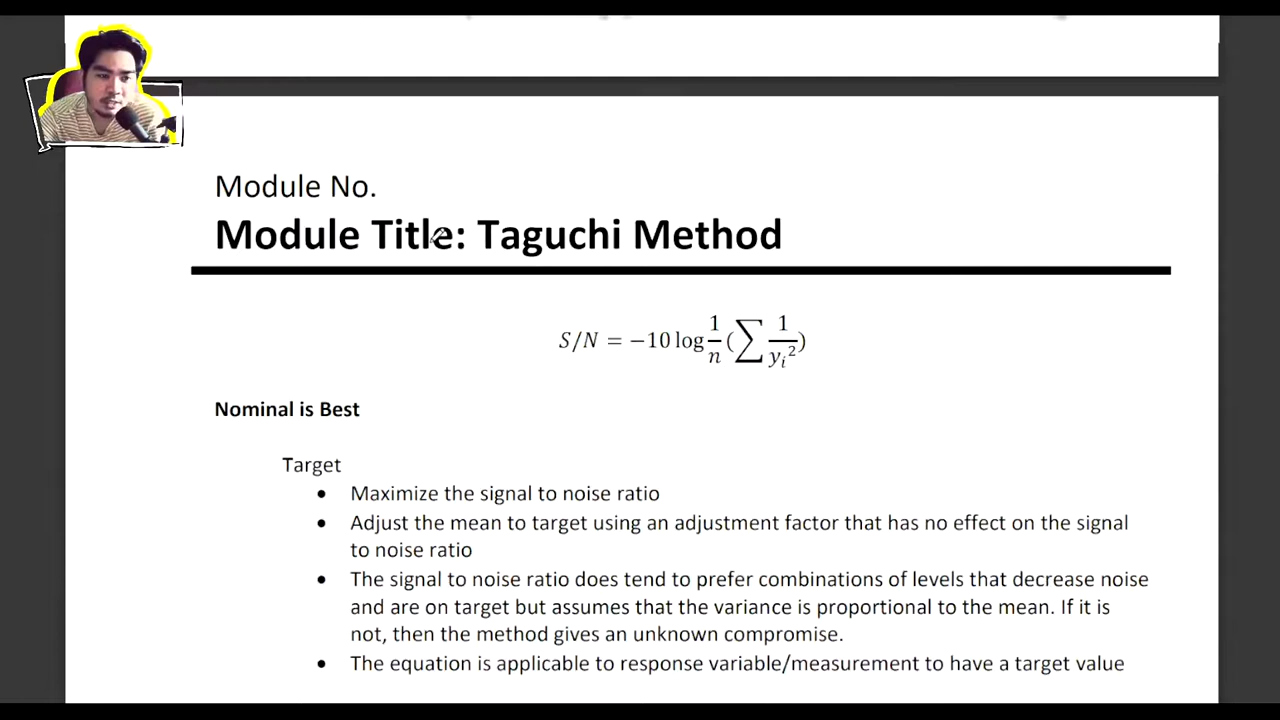 Module No.
Module Title: Taguchi Method
S/N = −10 log 1/n (∑ 1/yᵢ²)
Nominal is Best
Target
• Maximize the signal to noise ratio
• Adjust the mean to target using an adjustment factor that has no effect on the signal
to noise ratio
• The signal to noise ratio does tend to prefer combinations of levels that decrease noise
and are on target but assumes that the variance is proportional to the mean. If it is
not, then the method gives an unknown compromise.
• The equation is applicable to response variable/measurement to have a target value